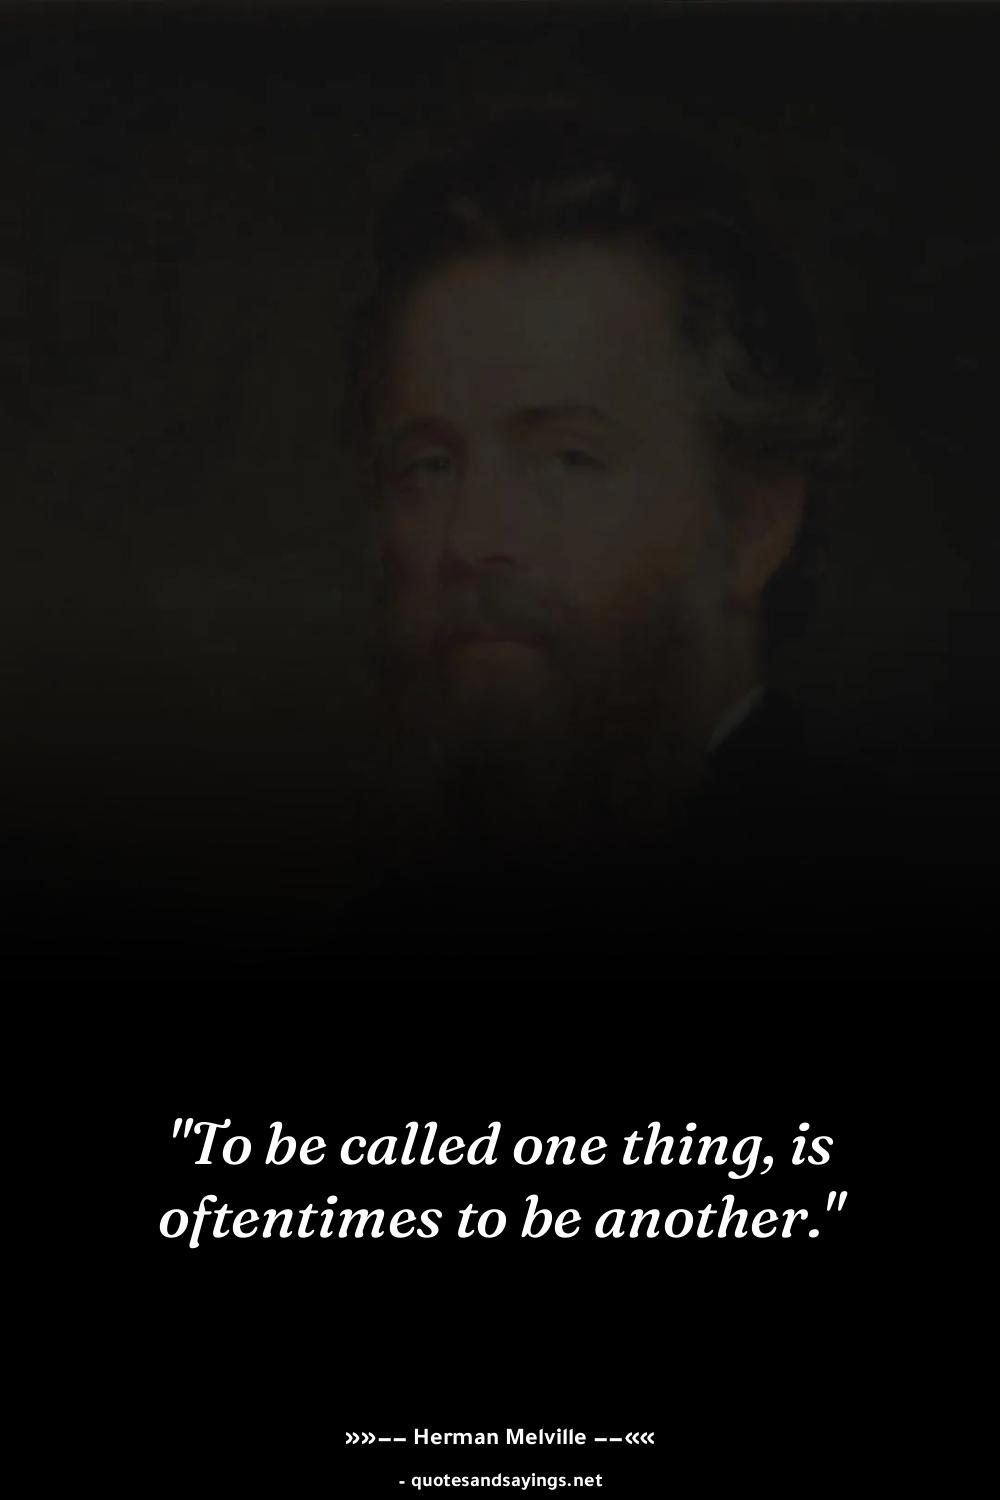 "To be called one thing, is
oftentimes to be another."
»»–– Herman Melville ––««
- quotesandsayings.net